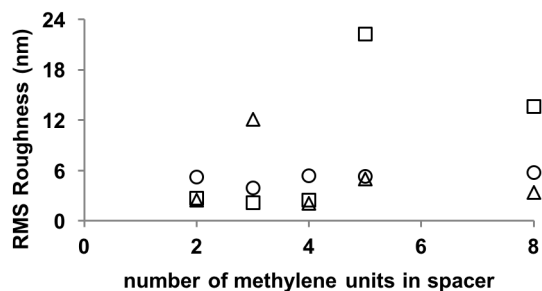 RMS Roughness (nm)
24
18
12
6
0
0 2 4 6 8
number of methylene units in spacer